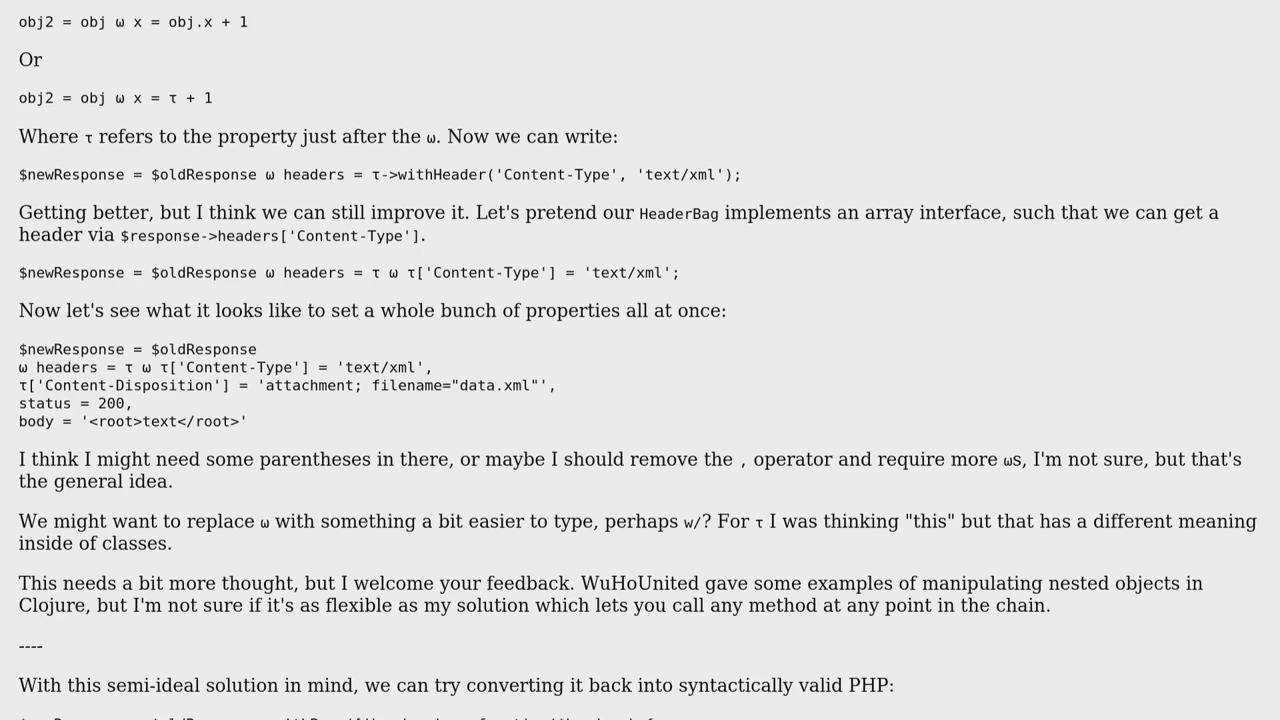 obj2 = obj ω x = obj.x + 1
Or
obj2 = obj ω x = τ + 1
Where τ refers to the property just after the ω. Now we can write:
$newResponse = $oldResponse ω headers = τ->withHeader('Content-Type', 'text/xml');
Getting better, but I think we can still improve it. Let's pretend our HeaderBag implements an array interface, such that we can get a
header via $response->headers['Content-Type'].
$newResponse = $oldResponse ω headers = τ ω τ['Content-Type'] = 'text/xml';
Now let's see what it looks like to set a whole bunch of properties all at once:
$newResponse = $oldResponse
ω headers = τ ω τ['Content-Type'] = 'text/xml',
τ['Content-Disposition'] = 'attachment; filename="data.xml"',
status = 200,
body = '<root>text</root>'
I think I might need some parentheses in there, or maybe I should remove the , operator and require more ωs, I'm not sure, but that's
the general idea.
We might want to replace ω with something a bit easier to type, perhaps w/? For τ I was thinking "this" but that has a different meaning
inside of classes.
This needs a bit more thought, but I welcome your feedback. WuHoUnited gave some examples of manipulating nested objects in
Clojure, but I'm not sure if it's as flexible as my solution which lets you call any method at any point in the chain.
----
With this semi-ideal solution in mind, we can try converting it back into syntactically valid PHP: